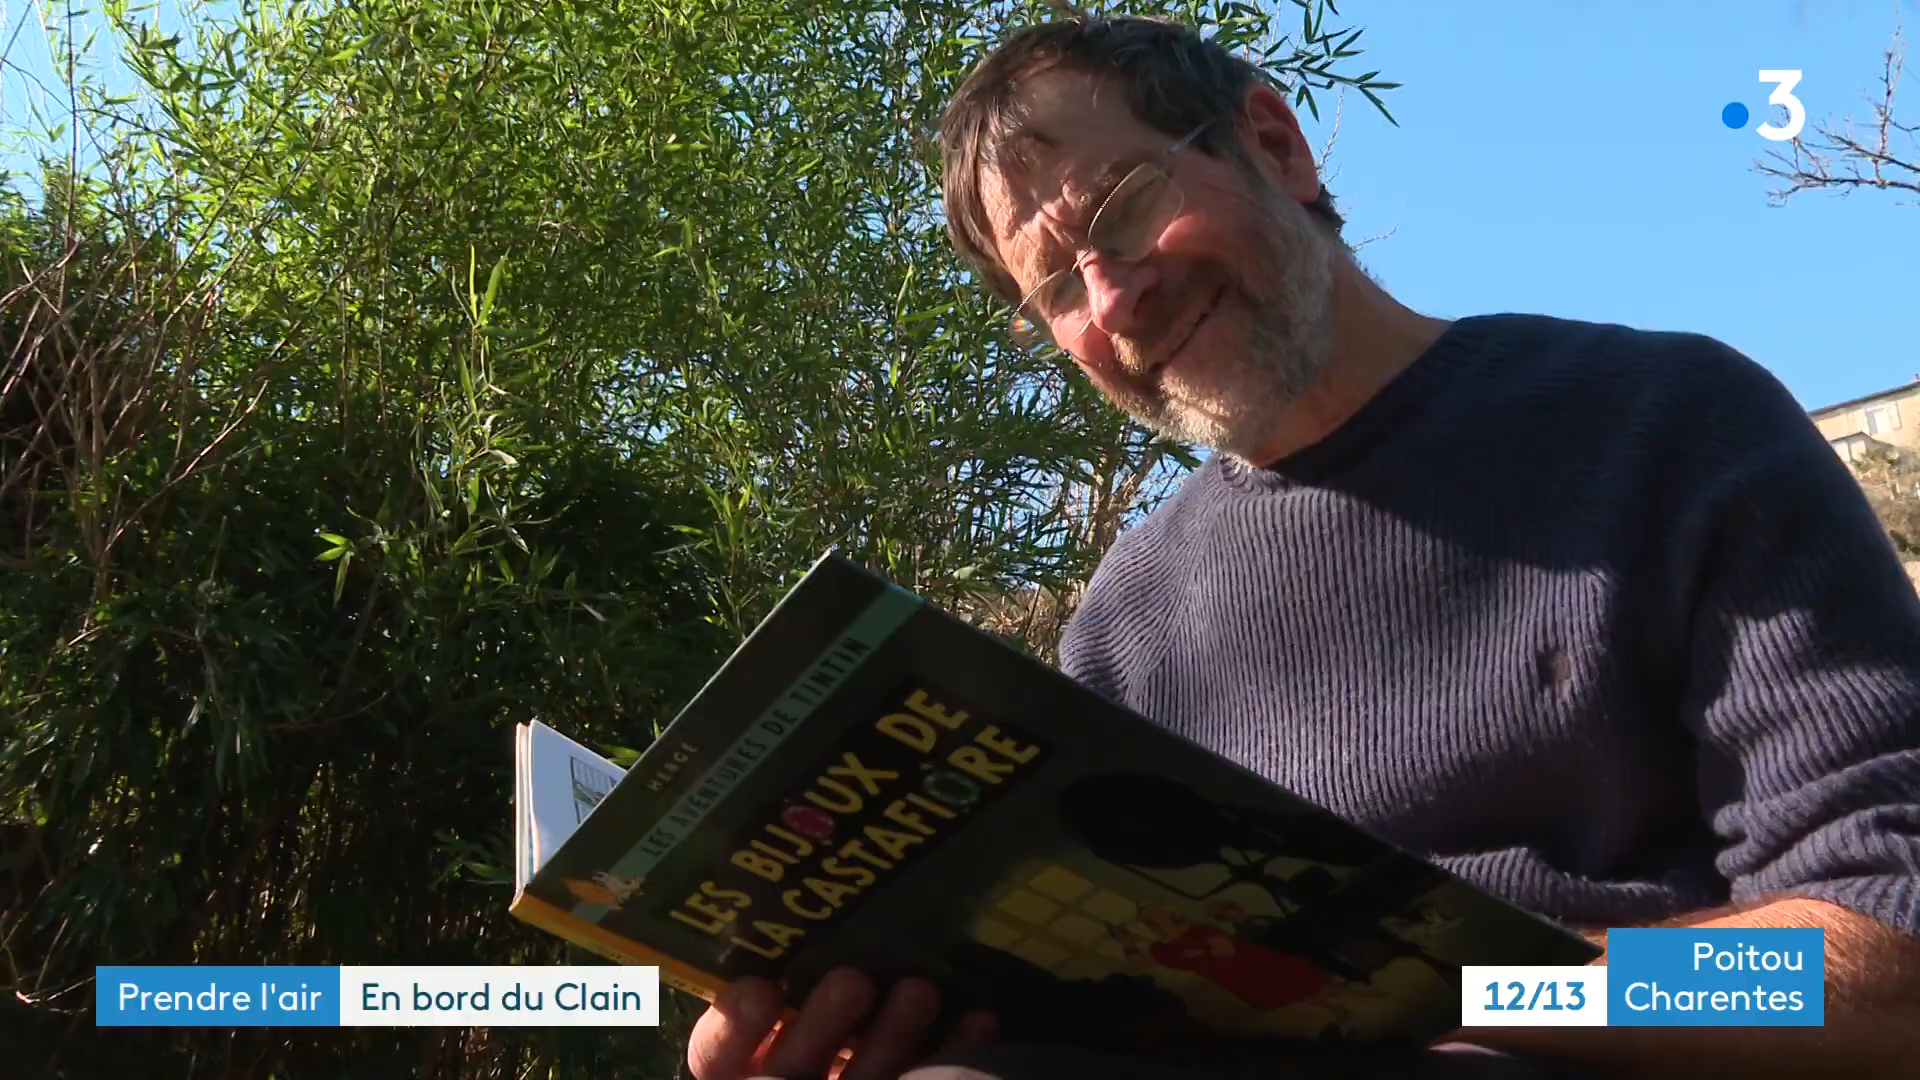 3
HERGÉ
LES AVENTURES DE TINTIN
LES BIJOUX DE
LA CASTAFIORE
Prendre l'air
En bord du Clain
12/13
Poitou
Charentes